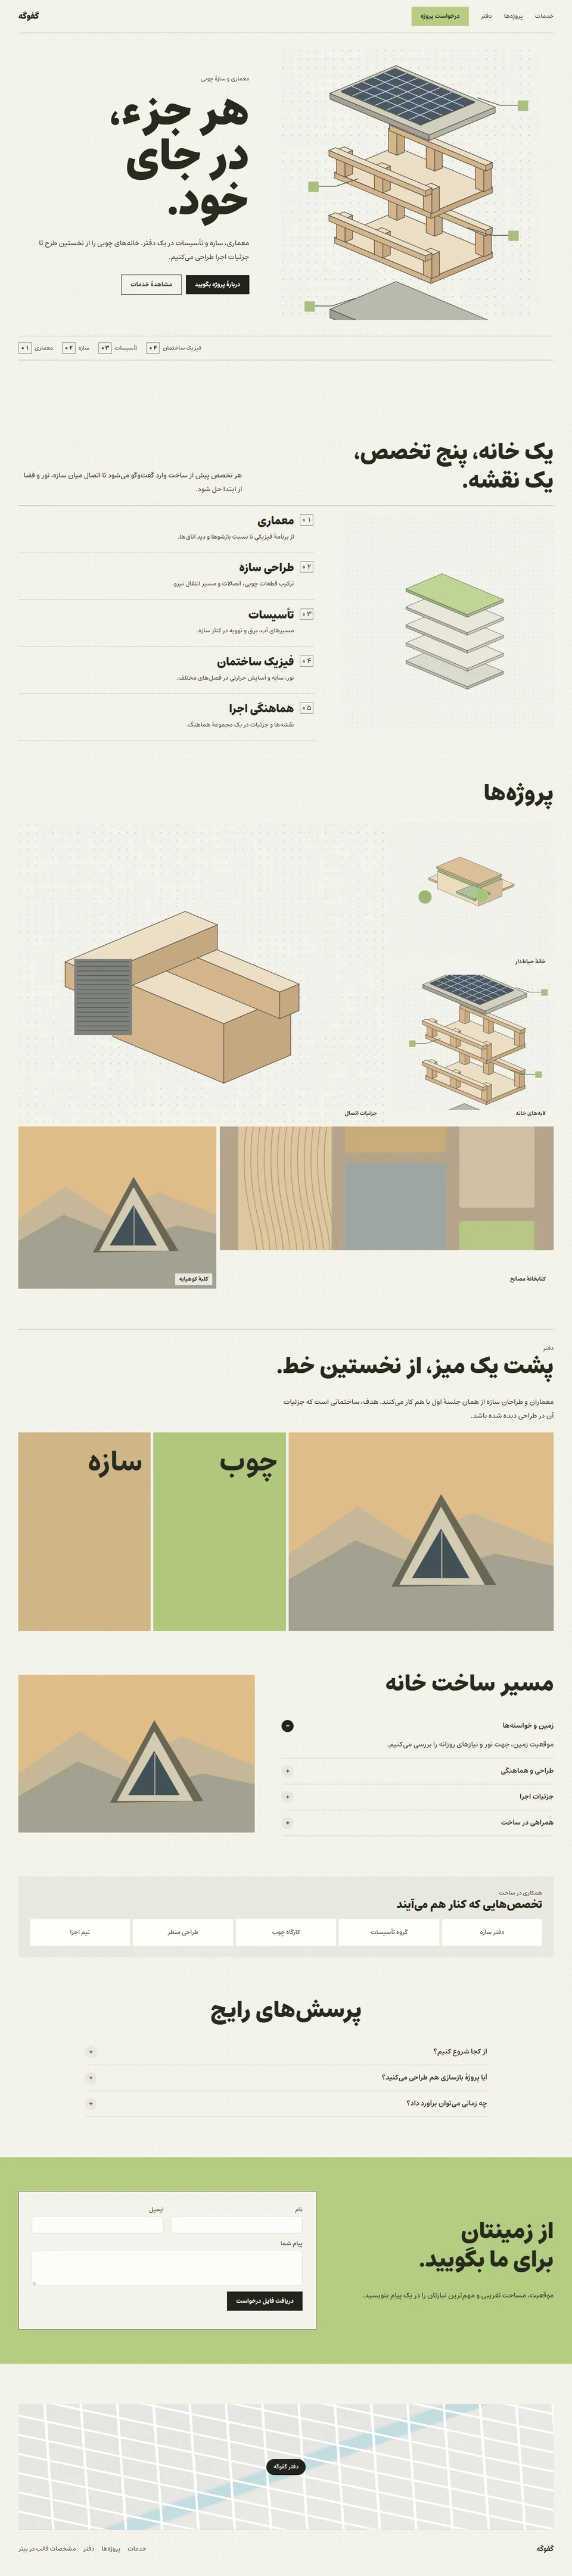 خدمات
پروژه‌ها
دفتر
درخواست پروژه
گفوگه
معماری و سازهٔ چوبی
هر جزء،
در جای
خود.
معماری، سازه و تأسیسات در یک دفتر. خانه‌های چوبی را از نخستین طرح تا
جزئیات اجرا طراحی می‌کنیم.
دربارهٔ پروژه بگویید
مشاهدهٔ خدمات
فیزیک ساختمان ۰۴
تأسیسات ۰۳
سازه ۰۲
معماری ۰۱
یک خانه، پنج تخصص،
یک نقشه.
هر تخصص پیش از ساخت وارد گفت‌وگو می‌شود تا اتصال میان سازه، نور و فضا
از ابتدا حل شود.
۰۱ معماری
از برنامهٔ فیزیکی تا نسبت بازشوها و دید اتاق‌ها.
۰۲ طراحی سازه
ترکیب قطعات چوبی، اتصالات و مسیر انتقال نیرو.
۰۳ تأسیسات
مسیرهای آب، برق و تهویه در کنار سازه.
۰۴ فیزیک ساختمان
نور، سایه و آسایش حرارتی در فصل‌های مختلف.
۰۵ هماهنگی اجرا
نقشه‌ها و جزئیات در یک مجموعهٔ هماهنگ.
پروژه‌ها
خانهٔ حیاط‌دار
لایه‌های خانه
جزئیات اتصال
کتابخانهٔ مصالح
کلبهٔ کوهپایه
دفتر
پشت یک میز، از نخستین خط.
معماران و طراحان سازه از همان جلسهٔ اول با هم کار می‌کنند. هدف، ساختمانی است که جزئیات
آن در طراحی دیده شده باشد.
چوب
سازه
مسیر ساخت خانه
زمین و خواسته‌ها −
موقعیت زمین، جهت نور و نیازهای روزانه را بررسی می‌کنیم.
طراحی و هماهنگی +
جزئیات اجرا +
همراهی در ساخت +
همکاری در ساخت
تخصص‌هایی که کنار هم می‌آیند
دفتر سازه
گروه تأسیسات
کارگاه چوب
طراحی منظر
تیم اجرا
پرسش‌های رایج
از کجا شروع کنیم؟ +
آیا پروژهٔ بازسازی هم طراحی می‌کنید؟ +
چه زمانی می‌توان برآورد داد؟ +
از زمینتان
برای ما بگویید.
موقعیت، مساحت تقریبی و مهم‌ترین نیازتان را در یک پیام بنویسید.
نام
ایمیل
پیام شما
دریافت فایل درخواست
دفتر گفوگه
گفوگه
خدمات
پروژه‌ها
دفتر
مشخصات قالب در بیتر